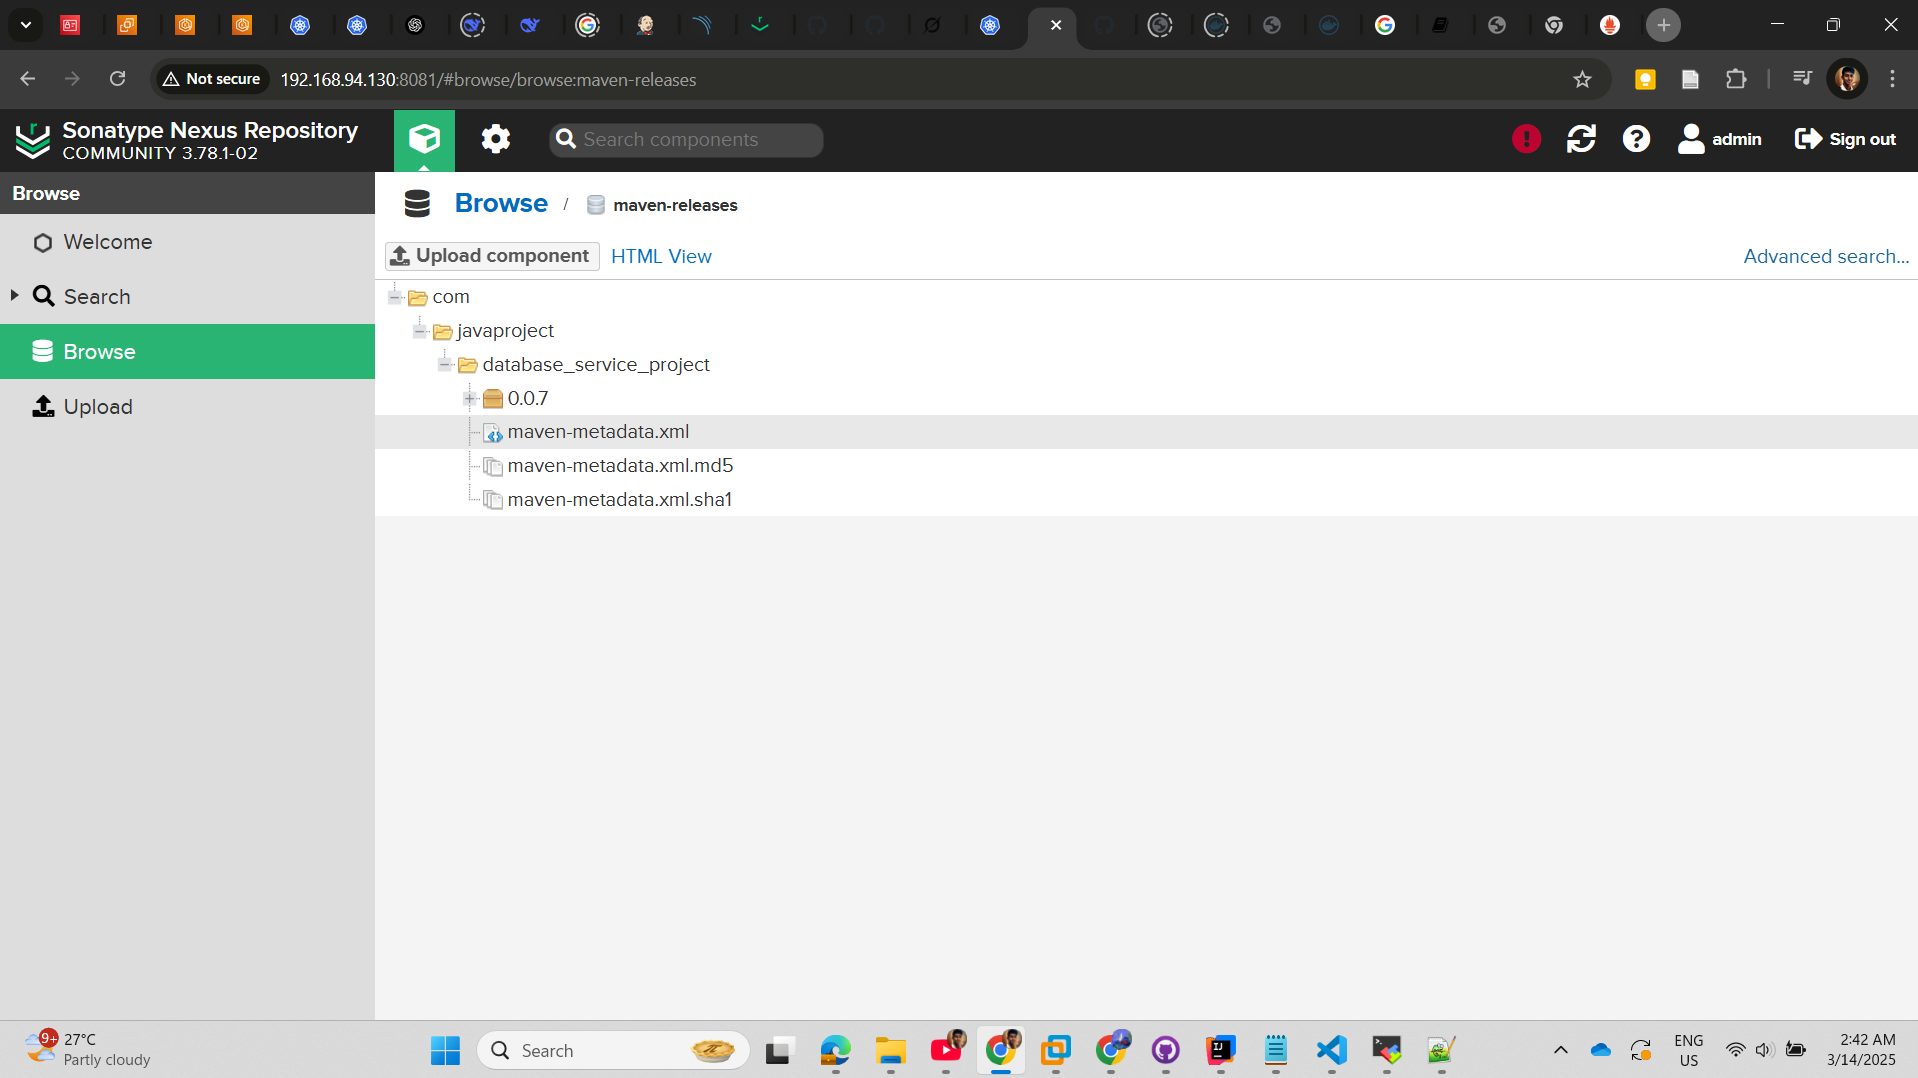 Not secure
192.168.94.130:8081/#browse/browse:maven-releases
Sonatype Nexus Repository
COMMUNITY 3.78.1-02
Search components
admin
Sign out
Browse
Welcome
Search
Browse
Upload
Browse / maven-releases
Upload component
HTML View
Advanced search...
com
javaproject
database_service_project
0.0.7
maven-metadata.xml
maven-metadata.xml.md5
maven-metadata.xml.sha1
9+
27°C
Partly cloudy
Search
ENG
US
2:42 AM
3/14/2025